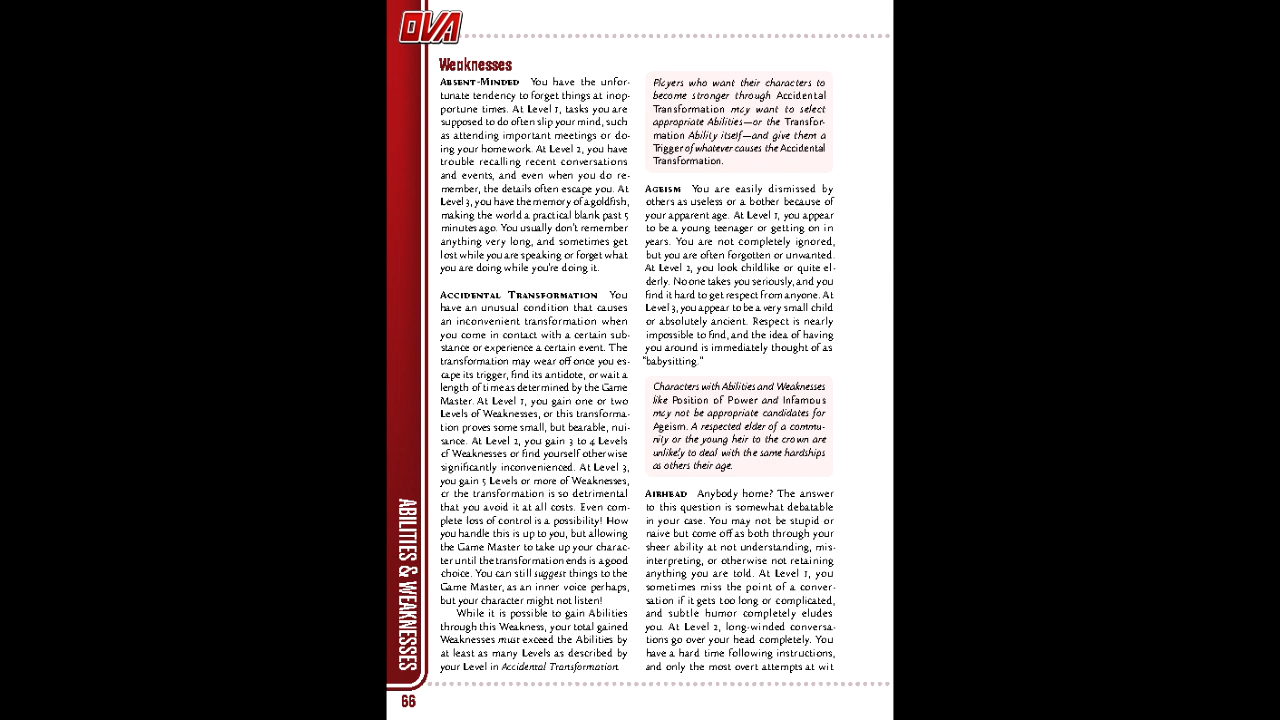 OVA
Weaknesses
Absent-Minded You have the unfor-
tunate tendency to forget things at inop-
portune times. At Level 1, tasks you are
supposed to do often slip your mind, such
as attending important meetings or do-
ing your homework. At Level 2, you have
trouble recalling recent conversations
and events, and even when you do re-
member, the details often escape you. At
Level 3, you have the memory of a goldfish,
making the world a practical blank past 5
minutes ago. You usually don't remember
anything very long, and sometimes get
lost while you are speaking or forget what
you are doing while you're doing it.
Accidental Transformation You
have an unusual condition that causes
an inconvenient transformation when
you come in contact with a certain sub-
stance or experience a certain event. The
transformation may wear off once you es-
cape its trigger, find its antidote, or wait a
length of time as determined by the Game
Master. At Level 1, you gain one or two
Levels of Weaknesses, or this transforma-
tion proves some small, but bearable, nui-
sance. At Level 2, you gain 3 to 4 Levels
of Weaknesses or find yourself otherwise
significantly inconvenienced. At Level 3,
you gain 5 Levels or more of Weaknesses,
or the transformation is so detrimental
that you avoid it at all costs. Even com-
plete loss of control is a possibility! How
you handle this is up to you, but allowing
the Game Master to take up your charac-
ter until the transformation ends is a good
choice. You can still suggest things to the
Game Master, as an inner voice perhaps,
but your character might not listen!
While it is possible to gain Abilities
through this Weakness, your total gained
Weaknesses must exceed the Abilities by
at least as many Levels as described by
your Level in Accidental Transformation.
Players who want their characters to
become stronger through Accidental
Transformation may want to select
appropriate Abilities—or the Transfor-
mation Ability itself—and give them a
Trigger of whatever causes the Accidental
Transformation.
Ageism You are easily dismissed by
others as useless or a bother because of
your apparent age. At Level 1, you appear
to be a young teenager or getting on in
years. You are not completely ignored,
but you are often forgotten or unwanted.
At Level 2, you look childlike or quite el-
derly. No one takes you seriously, and you
find it hard to get respect from anyone. At
Level 3, you appear to be a very small child
or absolutely ancient. Respect is nearly
impossible to find, and the idea of having
you around is immediately thought of as
"babysitting."
Characters with Abilities and Weaknesses
like Position of Power and Infamous
may not be appropriate candidates for
Ageism. A respected elder of a commu-
nity or the young heir to the crown are
unlikely to deal with the same hardships
as others their age.
Airhead Anybody home? The answer
to this question is somewhat debatable
in your case. You may not be stupid or
naive but come off as both through your
sheer ability at not understanding, mis-
interpreting, or otherwise not retaining
anything you are told. At Level 1, you
sometimes miss the point of a conver-
sation if it gets too long or complicated,
and subtle humor completely eludes
you. At Level 2, long-winded conversa-
tions go over your head completely. You
have a hard time following instructions,
and only the most overt attempts at wit
ABILITIES & WEAKNESSES
66